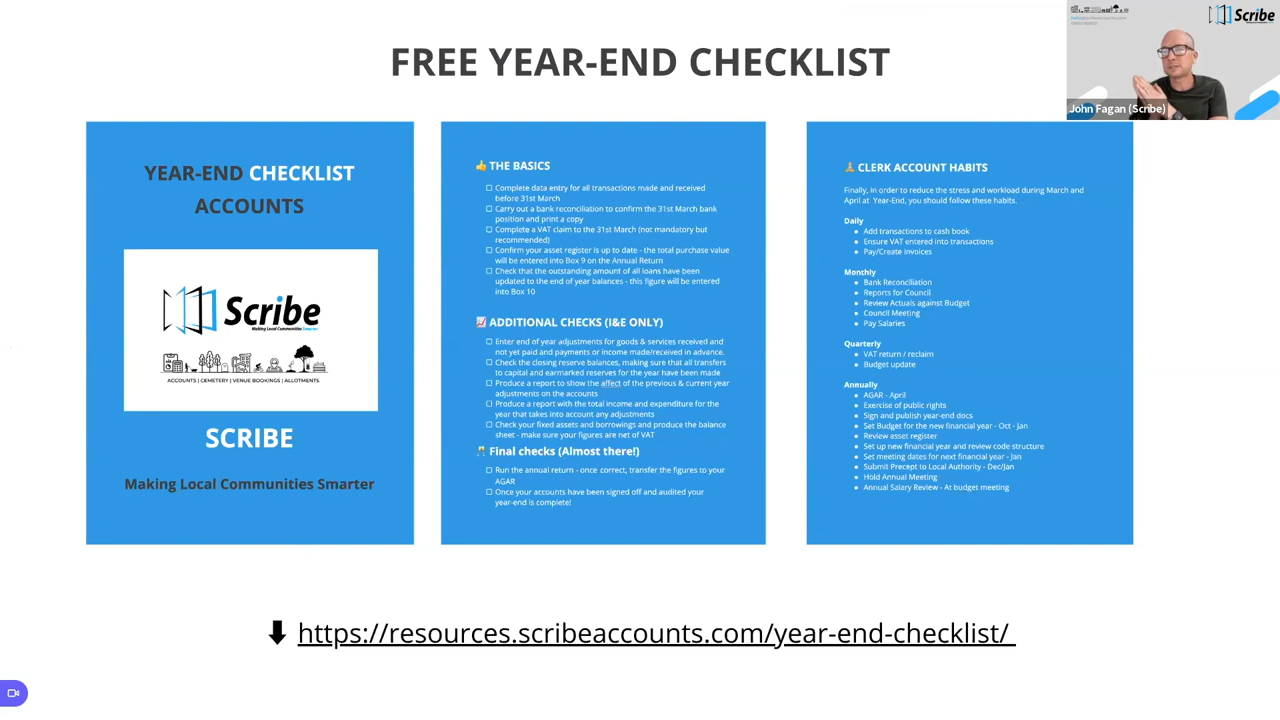 FREE YEAR-END CHECKLIST
Scribe
John Fagan (Scribe)
YEAR-END CHECKLIST
ACCOUNTS
Scribe
Making Local Communities Smarter
ACCOUNTS | CEMETERY | VENUE BOOKINGS | ALLOTMENTS
SCRIBE
Making Local Communities Smarter
👍 THE BASICS
☐ Complete data entry for all transactions made and received
before 31st March
☐ Carry out a bank reconciliation to confirm the 31st March bank
position and print a copy
☐ Complete a VAT claim to the 31st March (not mandatory but
recommended)
☐ Confirm your asset register is up to date - the total purchase value
will be entered into Box 9 on the Annual Return
☐ Check that the outstanding amount of all loans have been
updated to the end of year balances - this figure will be entered
into Box 10
📈 ADDITIONAL CHECKS (I&E ONLY)
☐ Enter end of year adjustments for goods & services received and
not yet paid and payments or income made/received in advance.
☐ Check the closing reserve balances, making sure that all transfers
to capital and earmarked reserves for the year have been made
☐ Produce a report to show the affect of the previous & current year
adjustments on the accounts
☐ Produce a report with the total income and expenditure for the
year that takes into account any adjustments
☐ Check your fixed assets and borrowings and produce the balance
sheet - make sure your figures are net of VAT
Final checks (Almost there!)
☐ Run the annual return - once correct, transfer the figures to your
AGAR
☐ Once your accounts have been signed off and audited your
year-end is complete!
🙏 CLERK ACCOUNT HABITS
Finally, in order to reduce the stress and workload during March and
April at Year-End, you should follow these habits.
Daily
● Add transactions to cash book
● Ensure VAT entered into transactions
● Pay/Create invoices
Monthly
● Bank Reconciliation
● Reports for Council
● Review Actuals against Budget
● Council Meeting
● Pay Salaries
Quarterly
● VAT return / reclaim
● Budget update
Annually
● AGAR - April
● Exercise of public rights
● Sign and publish year-end docs
● Set Budget for the new financial year - Oct - Jan
● Review asset register
● Set up new financial year and review code structure
● Set meeting dates for next financial year - Jan
● Submit Precept to Local Authority - Dec/Jan
● Hold Annual Meeting
● Annual Salary Review - At budget meeting
⬇ https://resources.scribeaccounts.com/year-end-checklist/